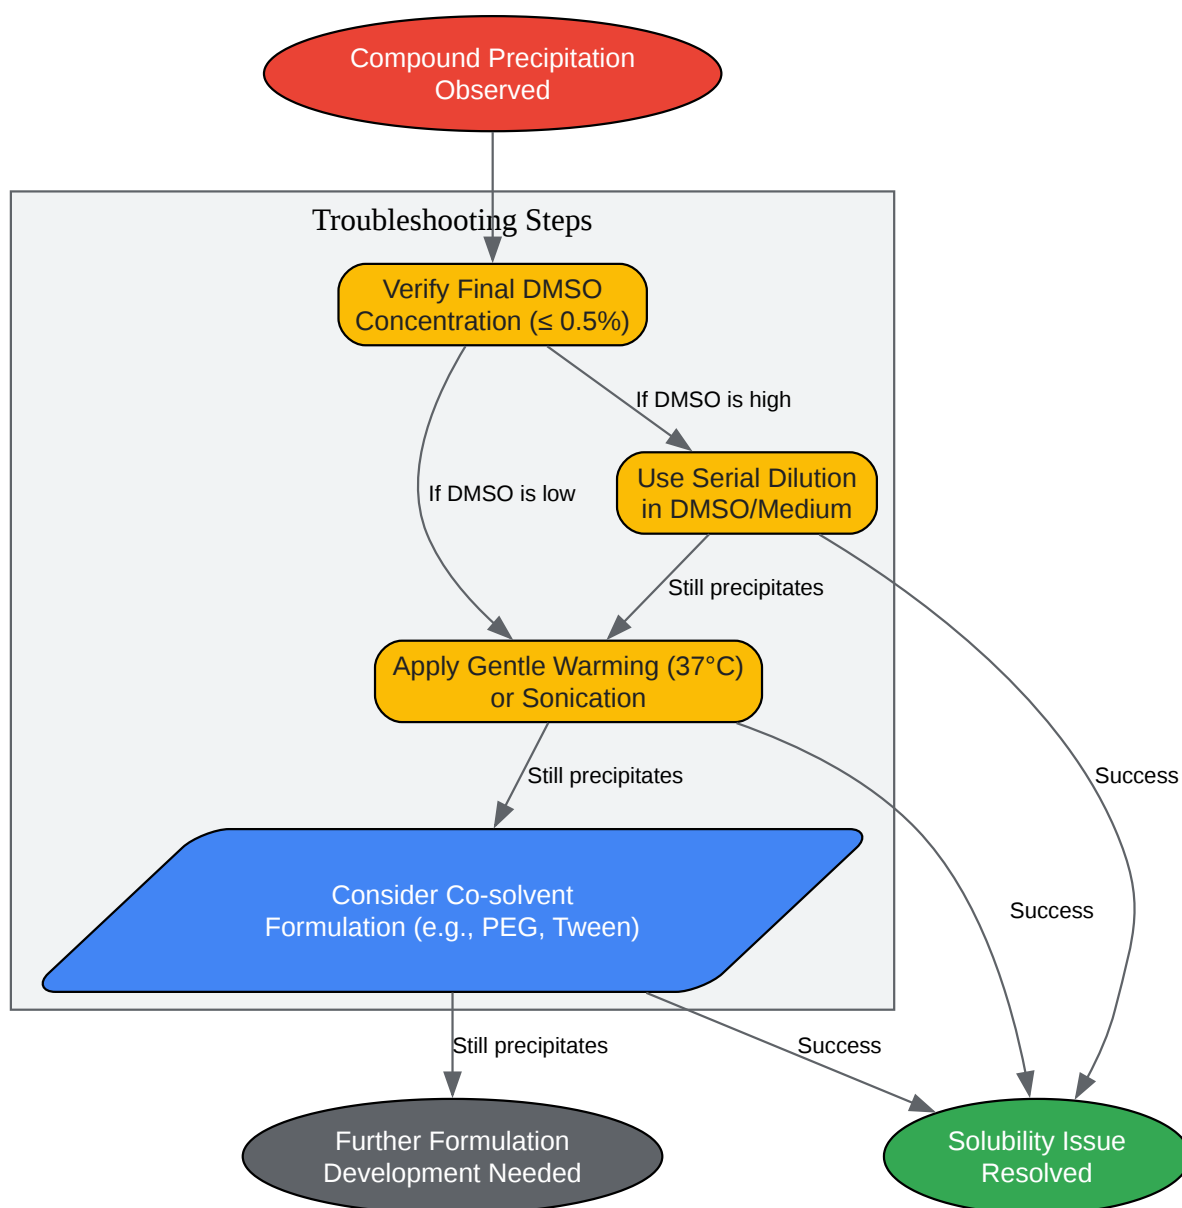 Compound Precipitation
Observed
Troubleshooting Steps
Verify Final DMSO
Concentration (≤ 0.5%)
If DMSO is high
Use Serial Dilution
in DMSO/Medium
If DMSO is low
Still precipitates
Apply Gentle Warming (37°C)
or Sonication
Still precipitates
Success
Consider Co-solvent
Formulation (e.g., PEG, Tween)
Success
Still precipitates
Success
Further Formulation
Development Needed
Solubility Issue
Resolved